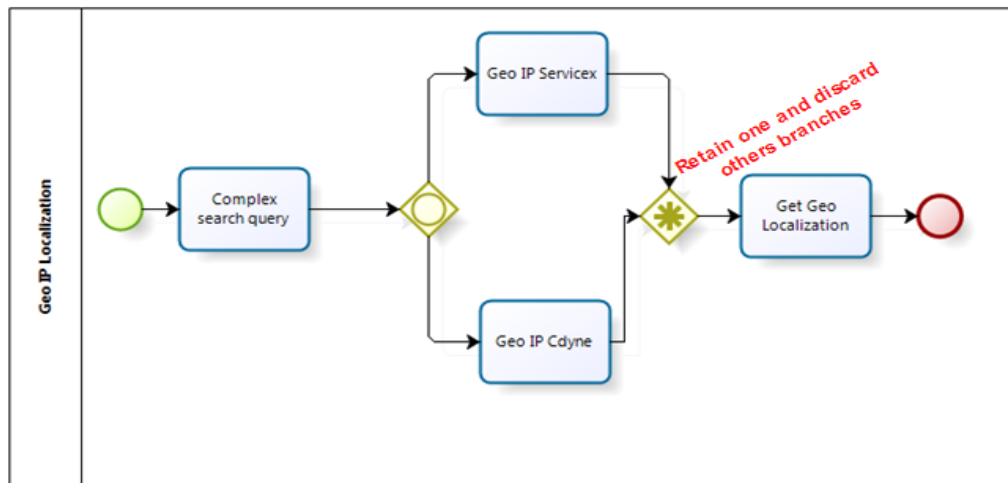 Geo IP Localization
Complex
search query
Geo IP Servicex
Geo IP Cdyne
Retain one and discard
others branches
Get Geo
Localization